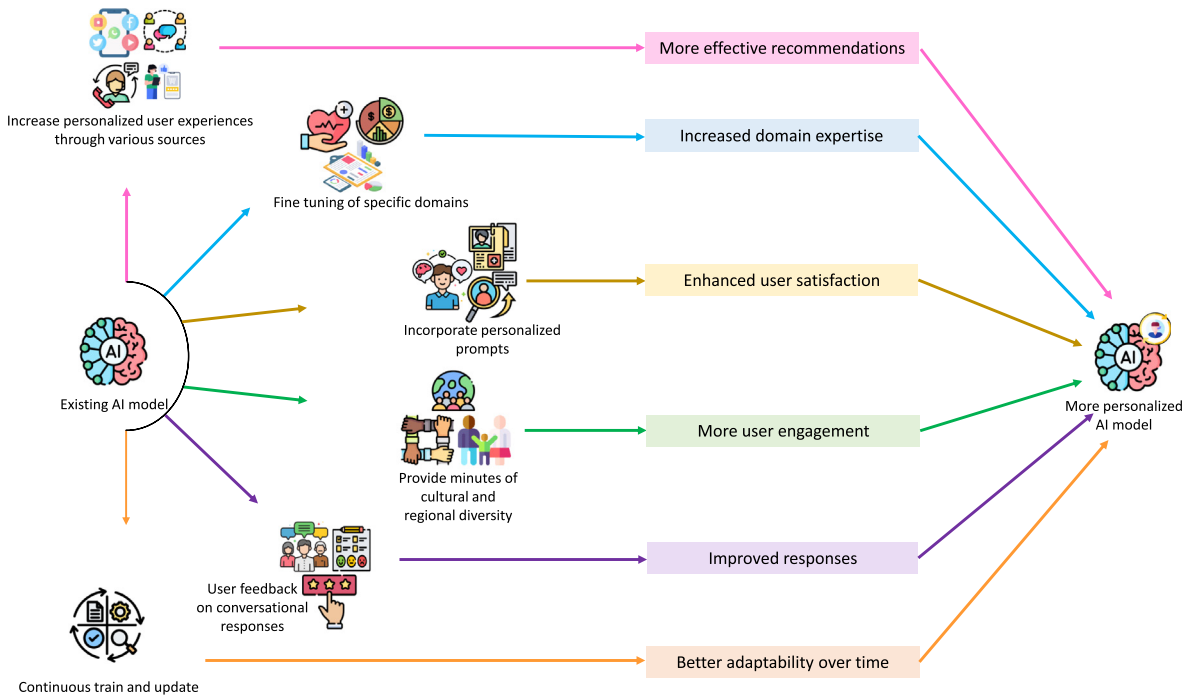 Increase personalized user experiences
through various sources
More effective recommendations
Fine tuning of specific domains
Increased domain expertise
Incorporate personalized
prompts
Enhanced user satisfaction
AI
Existing AI model
Provide minutes of
cultural and
regional diversity
More user engagement
AI
More personalized
AI model
User feedback
on conversational
responses
Improved responses
Continuous train and update
Better adaptability over time